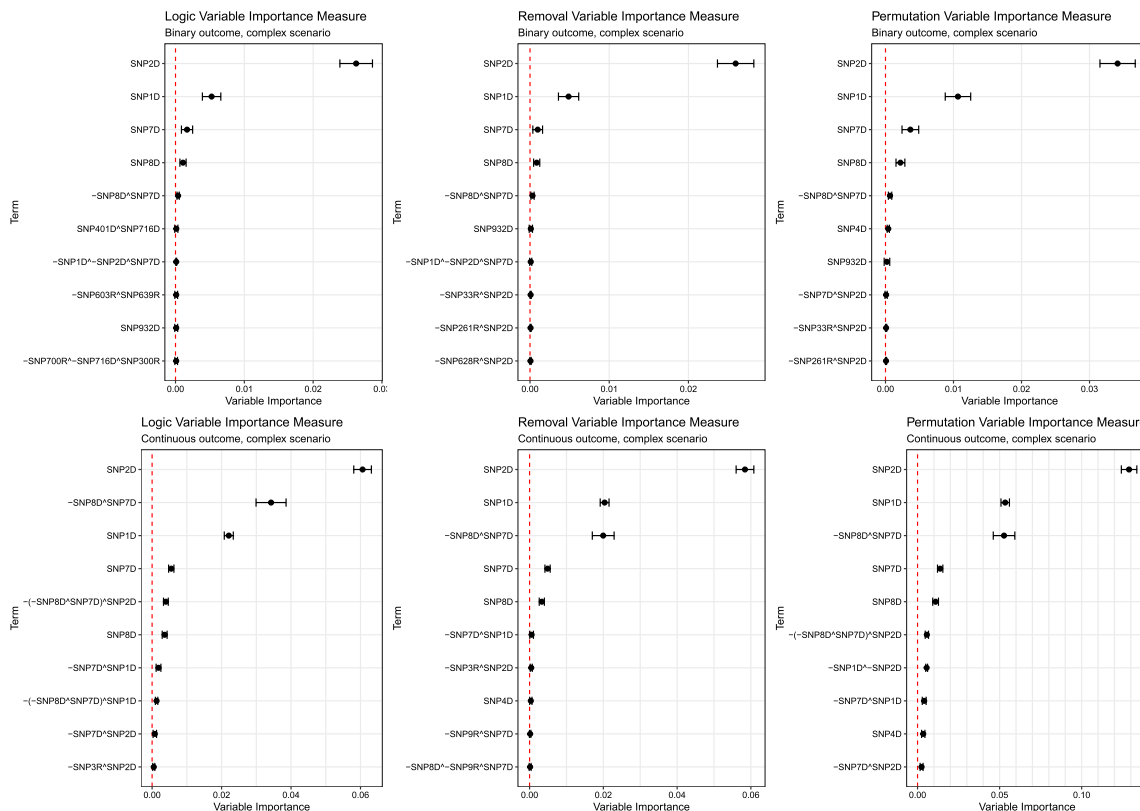 Logic Variable Importance Measure
Binary outcome, complex scenario
Term
SNP2D
SNP1D
SNP7D
SNP8D
−SNP8D^SNP7D
SNP401D^SNP716D
−SNP1D^−SNP2D^SNP7D
−SNP603R^SNP639R
SNP932D
−SNP700R^−SNP716D^SNP300R
0.00 0.01 0.02
Variable Importance
Removal Variable Importance Measure
Binary outcome, complex scenario
Term
SNP2D
SNP1D
SNP7D
SNP8D
−SNP8D^SNP7D
SNP932D
−SNP1D^−SNP2D^SNP7D
−SNP33R^SNP2D
−SNP261R^SNP2D
−SNP628R^SNP2D
0.00 0.01 0.02
Variable Importance
Permutation Variable Importance Measure
Binary outcome, complex scenario
Term
SNP2D
SNP1D
SNP7D
SNP8D
−SNP8D^SNP7D
SNP4D
SNP932D
−SNP7D^SNP2D
−SNP33R^SNP2D
−SNP261R^SNP2D
0.00 0.01 0.02 0.03
Variable Importance
Logic Variable Importance Measure
Continuous outcome, complex scenario
Term
SNP2D
−SNP8D^SNP7D
SNP1D
SNP7D
−(−SNP8D^SNP7D)^SNP2D
SNP8D
−SNP7D^SNP1D
−(−SNP8D^SNP7D)^SNP1D
−SNP7D^SNP2D
−SNP3R^SNP2D
0.00 0.02 0.04 0.06
Variable Importance
Removal Variable Importance Measure
Continuous outcome, complex scenario
Term
SNP2D
SNP1D
−SNP8D^SNP7D
SNP7D
SNP8D
−SNP7D^SNP1D
−SNP3R^SNP2D
SNP4D
−SNP9R^SNP7D
−SNP8D^−SNP9R^SNP7D
0.00 0.02 0.04 0.06
Variable Importance
Permutation Variable Importance Measure
Continuous outcome, complex scenario
Term
SNP2D
SNP1D
−SNP8D^SNP7D
SNP7D
SNP8D
−(−SNP8D^SNP7D)^SNP2D
−SNP1D^−SNP2D
−SNP7D^SNP1D
SNP4D
−SNP7D^SNP2D
0.00 0.05 0.10
Variable Importance